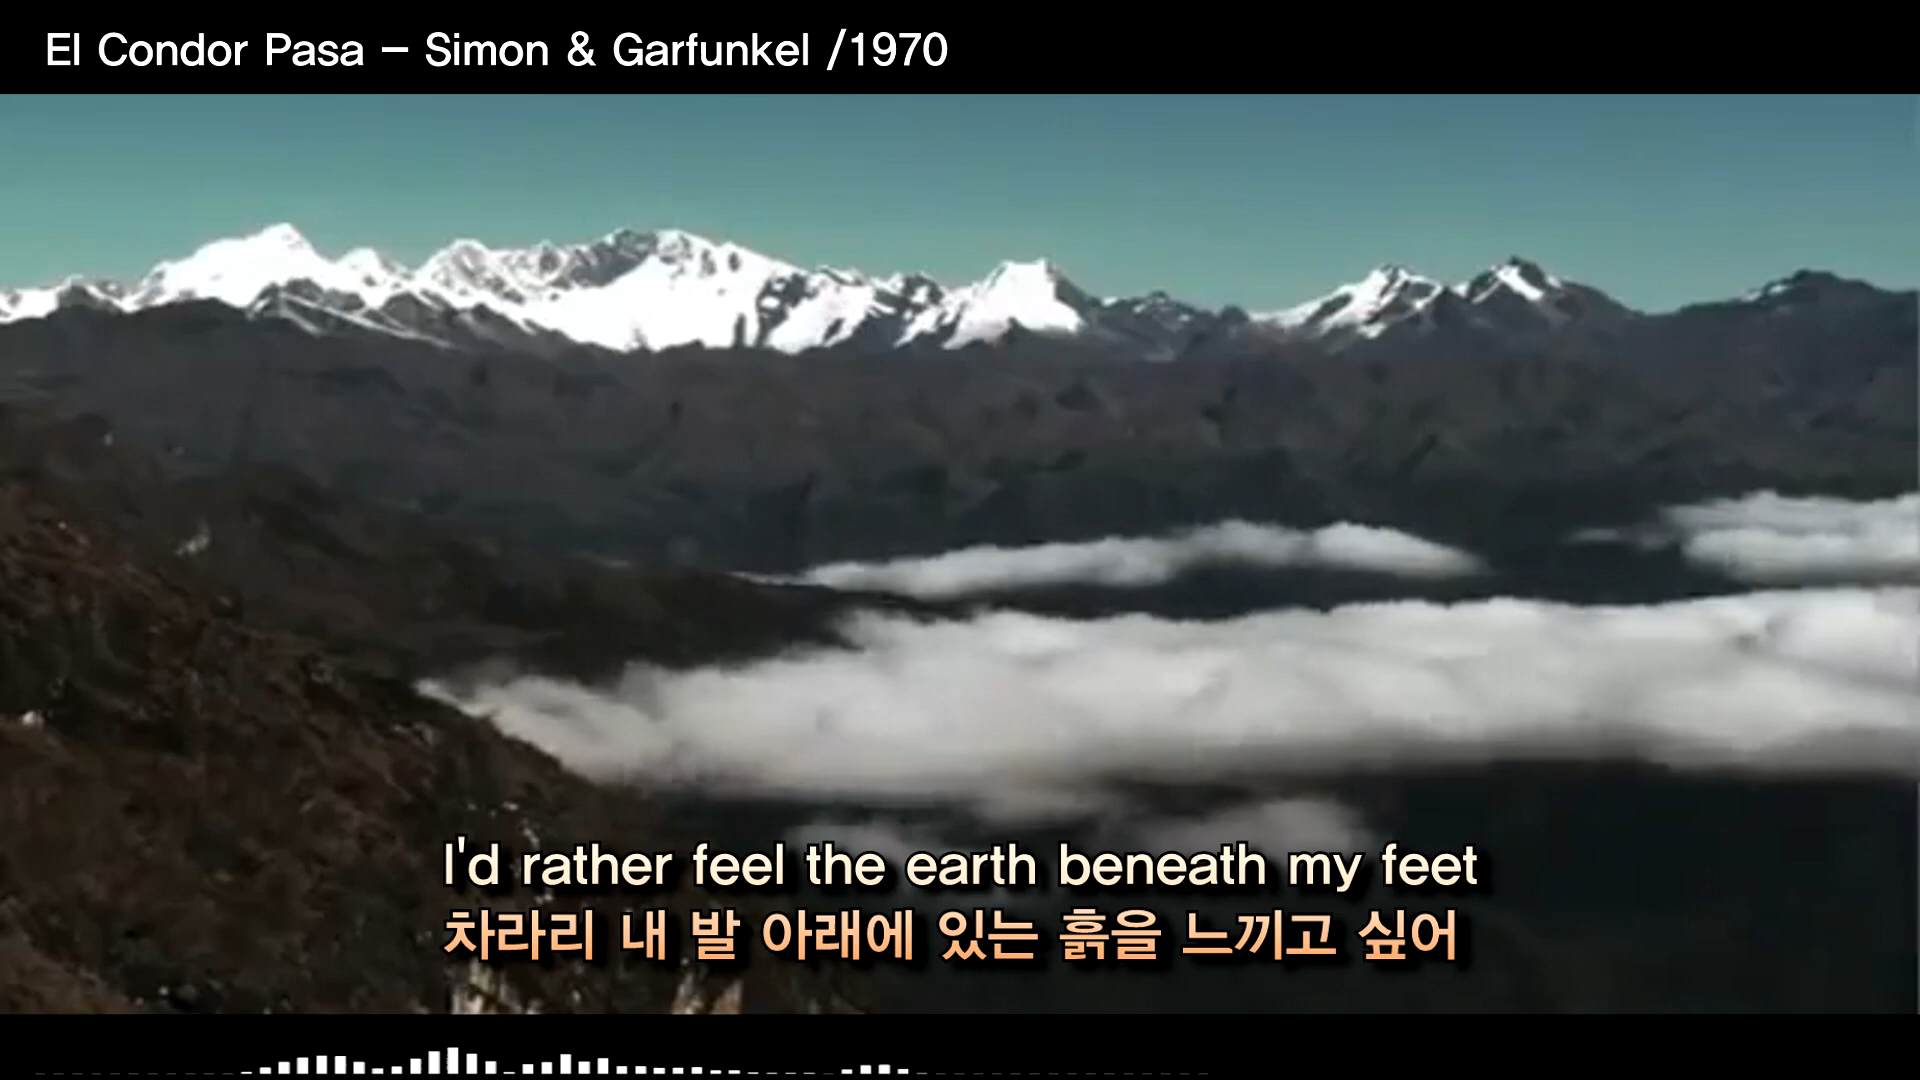 El Condor Pasa - Simon & Garfunkel /1970
I'd rather feel the earth beneath my feet
차라리 내 발 아래에 있는 흙을 느끼고 싶어